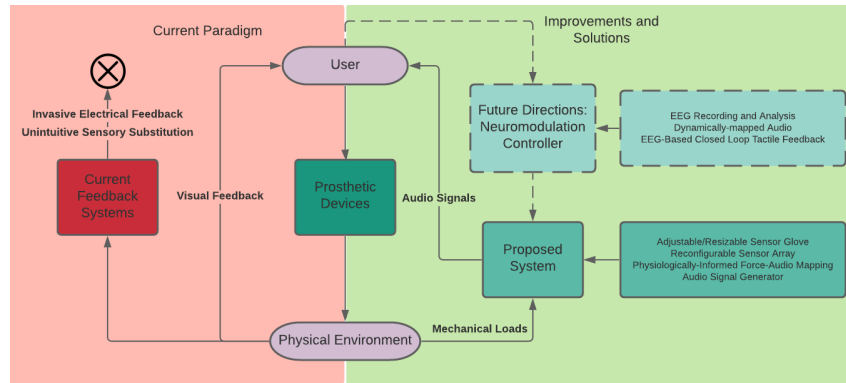 Current Paradigm
Improvements and
Solutions
User
Invasive Electrical Feedback
Unintuitive Sensory Substitution
Future Directions:
Neuromodulation
Controller
EEG Recording and Analysis
Dynamically-mapped Audio
EEG-Based Closed Loop Tactile Feedback
Current
Feedback
Systems
Visual Feedback
Prosthetic
Devices
Audio Signals
Proposed
System
Adjustable/Resizable Sensor Glove
Reconfigurable Sensor Array
Physiologically-Informed Force-Audio Mapping
Audio Signal Generator
Physical Environment
Mechanical Loads